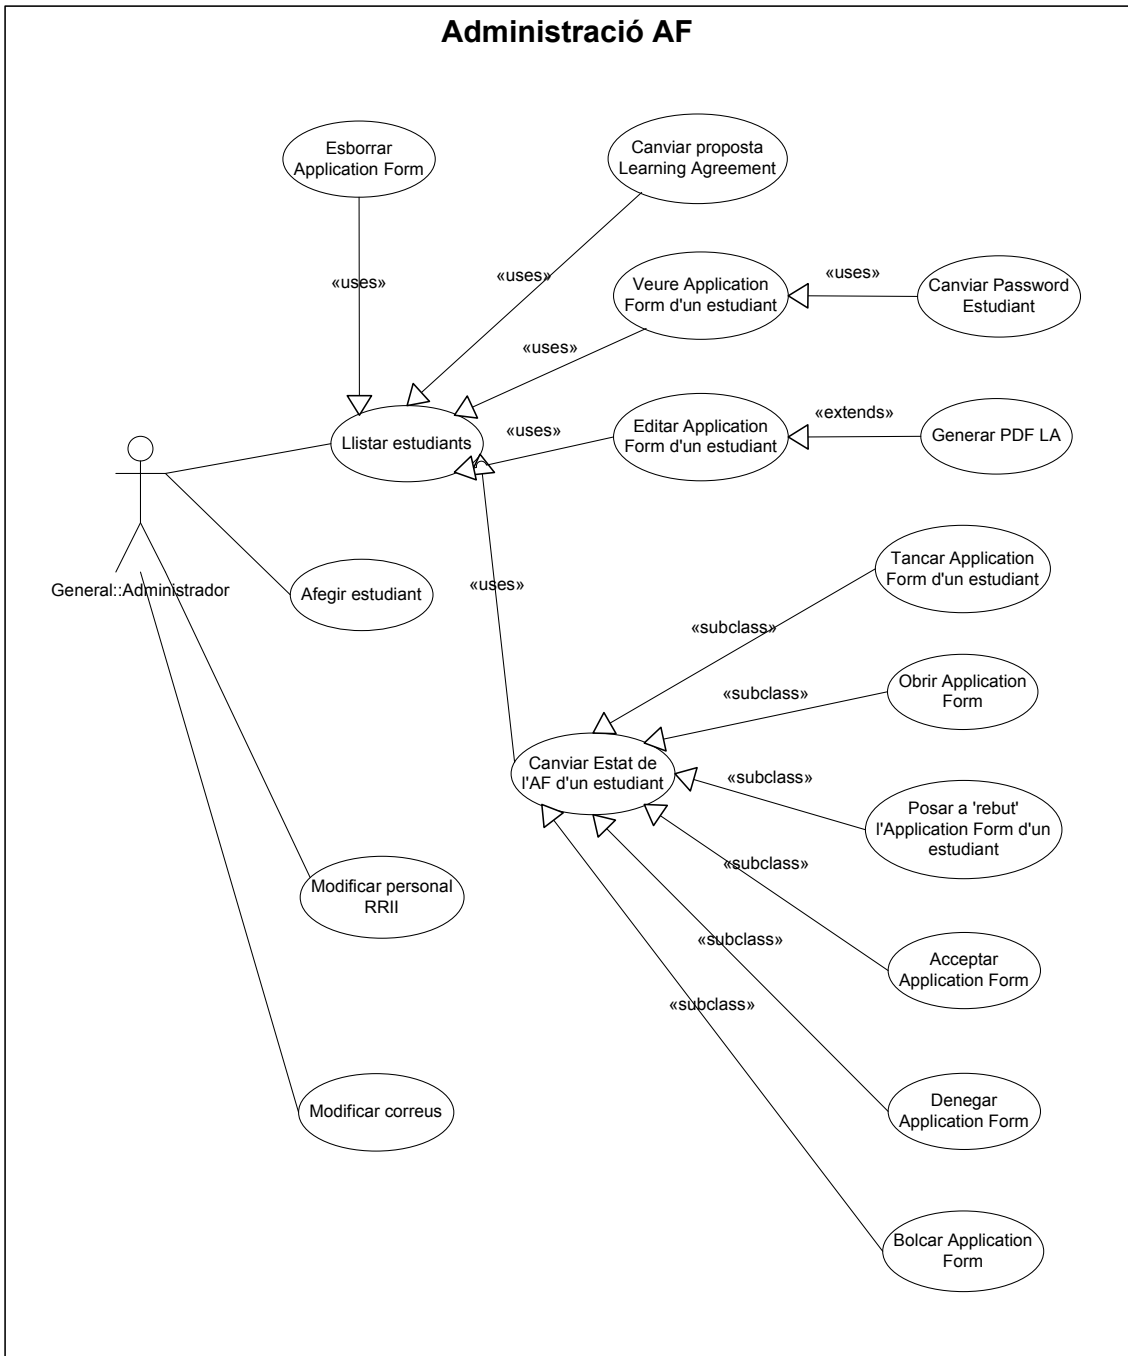 Administració AF
Esborrar
Application Form
Canviar proposta
Learning Agreement
«uses»
«uses»
Veure Application
Form d'un estudiant
«uses»
Canviar Password
Estudiant
«uses»
Llistar estudiants
«uses»
Editar Application
Form d'un estudiant
«extends»
Generar PDF LA
General::Administrador
Afegir estudiant
«uses»
Tancar Application
Form d'un estudiant
«subclass»
Obrir Application
Form
«subclass»
Canviar Estat de
l'AF d'un estudiant
«subclass»
Posar a 'rebut'
l'Application Form d'un
estudiant
«subclass»
Modificar personal
RRII
«subclass»
Acceptar
Application Form
«subclass»
Modificar correus
Denegar
Application Form
Bolcar Application
Form